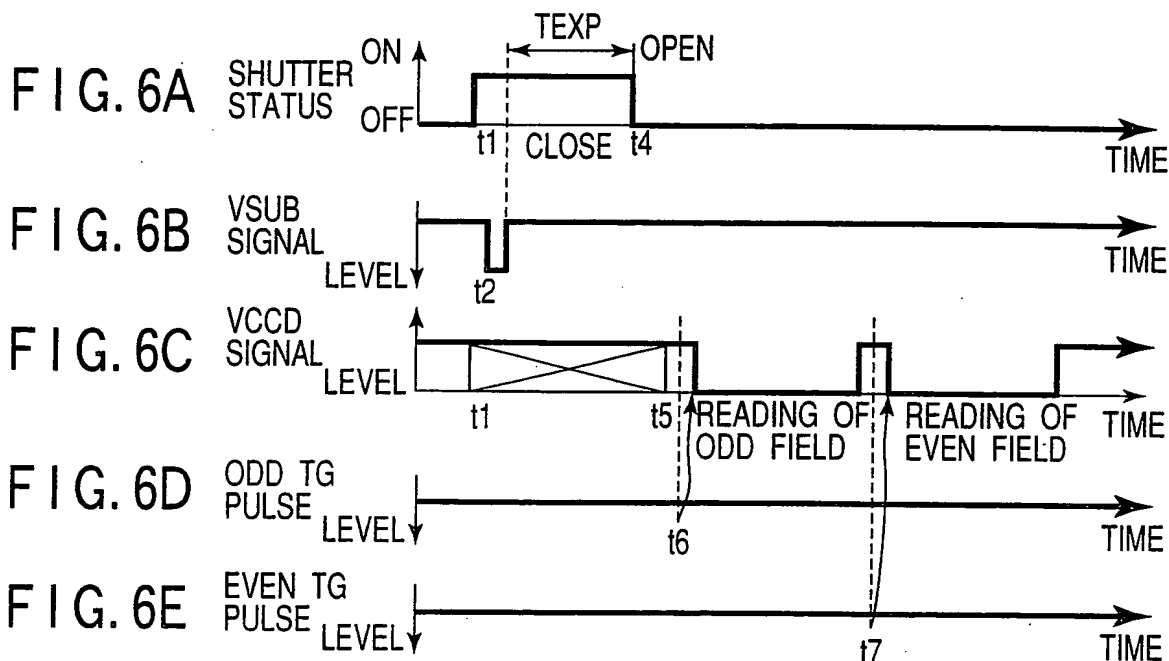 TEXP
ON
OPEN
FIG. 6A
SHUTTER
STATUS
OFF
t1
CLOSE
t4
TIME
FIG. 6B
VSUB
SIGNAL
LEVEL
t2
TIME
FIG. 6C
VCCD
SIGNAL
LEVEL
t1
t5
READING OF
ODD FIELD
READING OF
EVEN FIELD
TIME
FIG. 6D
ODD TG
PULSE
LEVEL
t6
TIME
FIG. 6E
EVEN TG
PULSE
LEVEL
t7
TIME